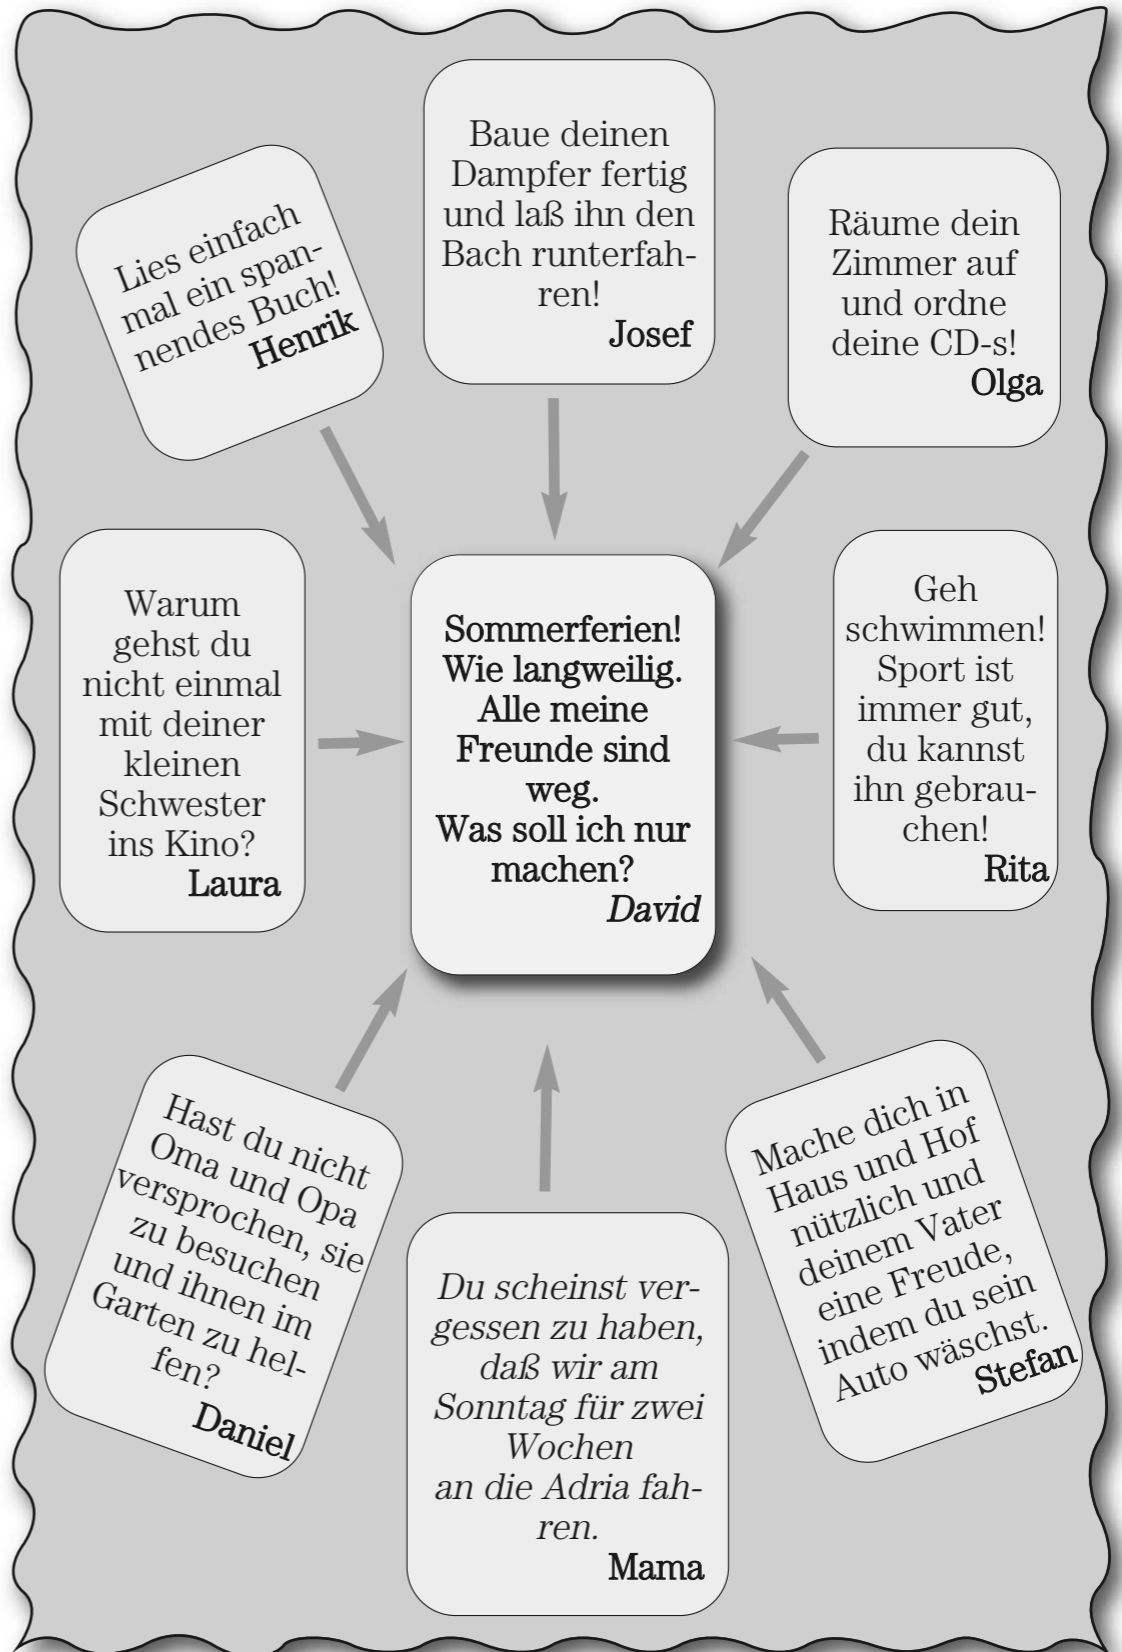 Lies einfach
mal ein span-
nendes Buch!
Henrik
Baue deinen
Dampfer fertig
und laß ihn den
Bach runterfah-
ren!
Josef
Räume dein
Zimmer auf
und ordne
deine CD-s!
Olga
Warum
gehst du
nicht einmal
mit deiner
kleinen
Schwester
ins Kino?
Laura
Sommerferien!
Wie langweilig.
Alle meine
Freunde sind
weg.
Was soll ich nur
machen?
David
Geh
schwimmen!
Sport ist
immer gut,
du kannst
ihn gebrau-
chen!
Rita
Hast du nicht
Oma und Opa
versprochen, sie
zu besuchen
und ihnen im
Garten zu hel-
fen?
Daniel
Du scheinst ver-
gessen zu haben,
daß wir am
Sonntag für zwei
Wochen
an die Adria fah-
ren.
Mama
Mache dich in
Haus und Hof
nützlich und
deinem Vater
eine Freude,
indem du sein
Auto wäschst.
Stefan